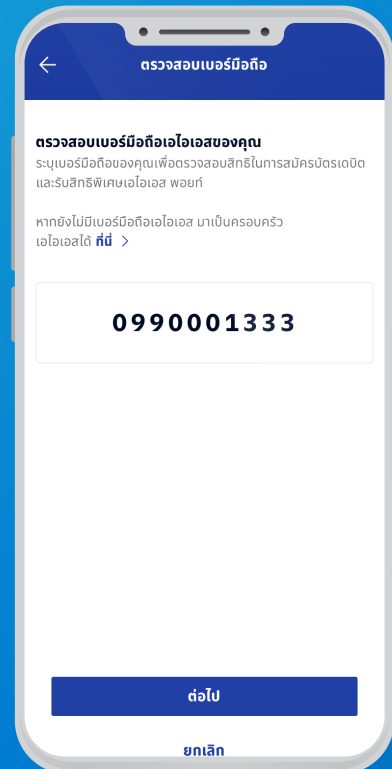 ตรวจสอบเบอร์มือถือ
ตรวจสอบเบอร์มือถือเอไอเอสของคุณ
ระบุเบอร์มือถือของคุณเพื่อตรวจสอบสิทธิในการสมัครบัตรเดบิต
และรับสิทธิพิเศษเอไอเอส พอยท์
หากยังไม่มีเบอร์มือถือเอไอเอส มาเป็นครอบครัว
เอไอเอสได้ ที่นี่ >
0990001333
ต่อไป
ยกเลิก